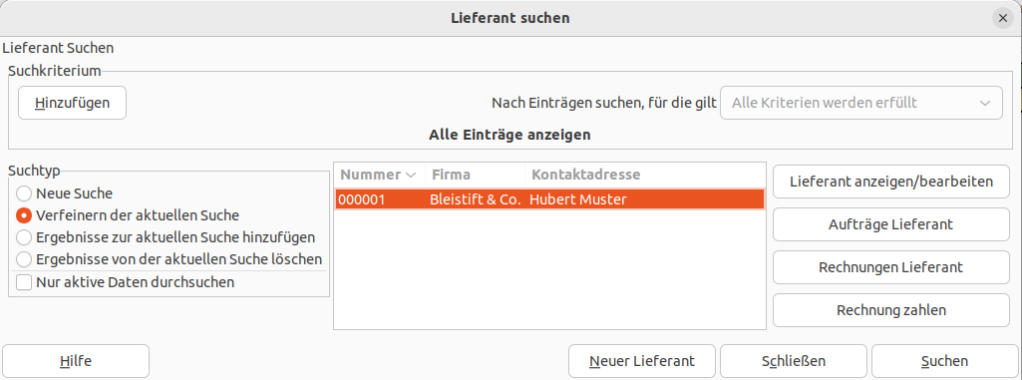 Lieferant suchen
Lieferant Suchen
Suchkriterium
Hinzufügen
Nach Einträgen suchen, für die gilt Alle Kriterien werden erfüllt
Alle Einträge anzeigen
Suchtyp
Neue Suche
Verfeinern der aktuellen Suche
Ergebnisse zur aktuellen Suche hinzufügen
Ergebnisse von der aktuellen Suche löschen
Nur aktive Daten durchsuchen
Nummer Firma Kontaktadresse
000001 Bleistift & Co. Hubert Muster
Lieferant anzeigen/bearbeiten
Aufträge Lieferant
Rechnungen Lieferant
Rechnung zahlen
Hilfe
Neuer Lieferant
Schließen
Suchen